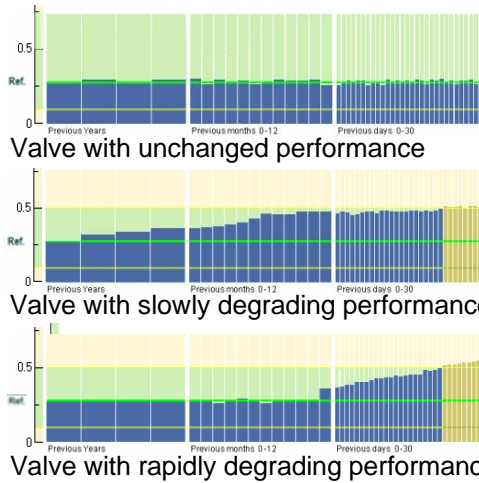 0.5
Ref.
0
Previous Years Previous months 0-12 Previous days 0-30
Valve with unchanged performance
0.5
Ref.
0
Previous Years Previous months 0-12 Previous days 0-30
Valve with slowly degrading performance
0.5
Ref.
0
Previous Years Previous months 0-12 Previous days 0-30
Valve with rapidly degrading performanc